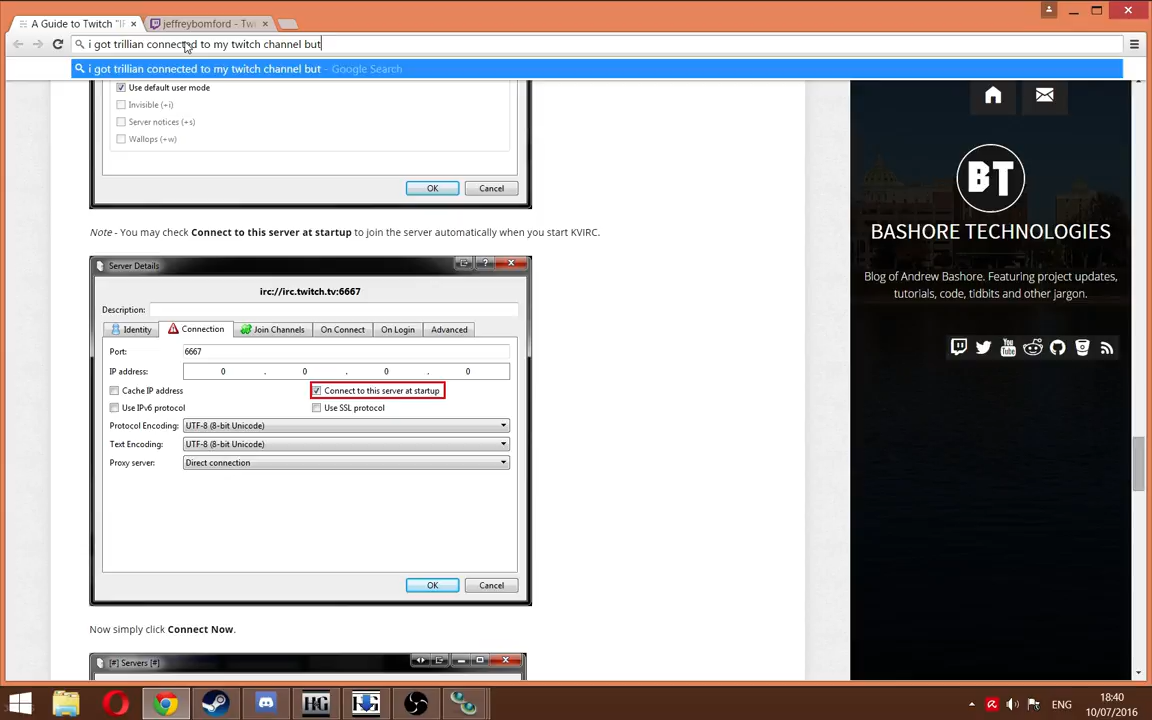 A Guide to Twitch "I
jeffreybomford - Tw
i got trillian connected to my twitch channel but
i got trillian connected to my twitch channel but - Google Search
Use default user mode
Invisible (+i)
Server notices (+s)
Wallops (+w)
OK
Cancel
Note - You may check Connect to this server at startup to join the server automatically when you start KVIRC.
Server Details
irc://irc.twitch.tv:6667
Description:
Identity
Connection
Join Channels
On Connect
On Login
Advanced
Port:
6667
IP address:
0 . 0 . 0 . 0
Cache IP address
Connect to this server at startup
Use IPv6 protocol
Use SSL protocol
Protocol Encoding:
UTF-8 (8-bit Unicode)
Text Encoding:
UTF-8 (8-bit Unicode)
Proxy server:
Direct connection
OK
Cancel
Now simply click Connect Now.
[#] Servers [#]
BT
BASHORE TECHNOLOGIES
Blog of Andrew Bashore. Featuring project updates,
tutorials, code, tidbits and other jargon.
ENG
18:40
10/07/2016